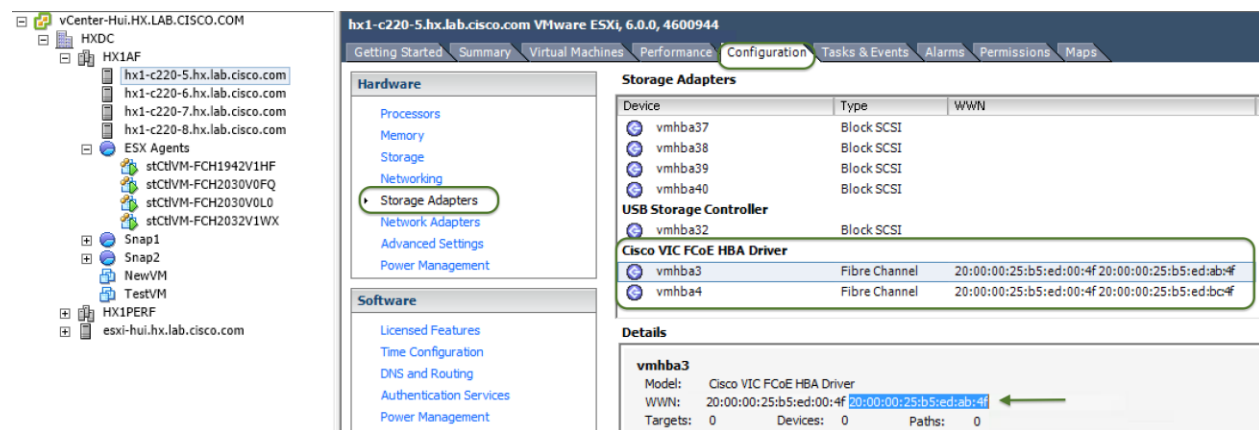 vCenter-Hui.HX.LAB.CISCO.COM
HXDC
HX1AF
hx1-c220-5.hx.lab.cisco.com
hx1-c220-6.hx.lab.cisco.com
hx1-c220-7.hx.lab.cisco.com
hx1-c220-8.hx.lab.cisco.com
ESX Agents
stCtlVM-FCH1942V1HF
stCtlVM-FCH2030V0FQ
stCtlVM-FCH2030V0L0
stCtlVM-FCH2032V1WX
Snap1
Snap2
NewVM
TestVM
HX1PERF
esxi-hui.hx.lab.cisco.com
hx1-c220-5.hx.lab.cisco.com VMware ESXi, 6.0.0, 4600944
Getting Started Summary Virtual Machines Performance Configuration Tasks & Events Alarms Permissions Maps
Hardware
Processors
Memory
Storage
Networking
Storage Adapters
Network Adapters
Advanced Settings
Power Management
Software
Licensed Features
Time Configuration
DNS and Routing
Authentication Services
Power Management
Storage Adapters
Device Type WWN
vmhba37 Block SCSI
vmhba38 Block SCSI
vmhba39 Block SCSI
vmhba40 Block SCSI
USB Storage Controller
vmhba32 Block SCSI
Cisco VIC FCoE HBA Driver
vmhba3 Fibre Channel 20:00:00:25:b5:ed:00:4f 20:00:00:25:b5:ed:ab:4f
vmhba4 Fibre Channel 20:00:00:25:b5:ed:00:4f 20:00:00:25:b5:ed:bc:4f
Details
vmhba3
Model: Cisco VIC FCoE HBA Driver
WWN: 20:00:00:25:b5:ed:00:4f 20:00:00:25:b5:ed:ab:4f
Targets: 0 Devices: 0 Paths: 0